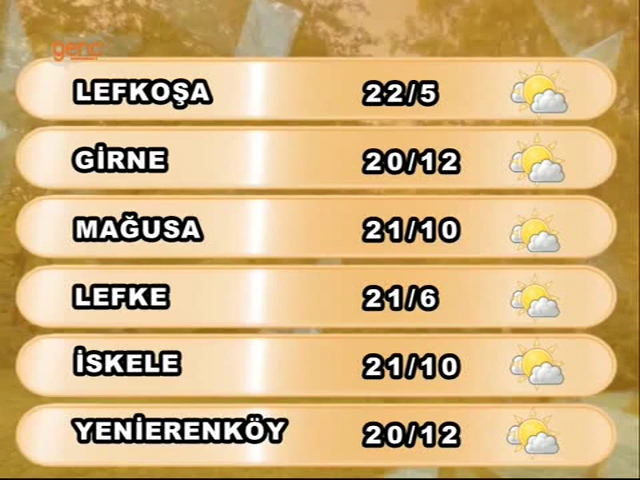 genç
LEFKOŞA 22/5
GİRNE 20/12
MAĞUSA 21/10
LEFKE 21/6
İSKELE 21/10
YENİERENKÖY 20/12